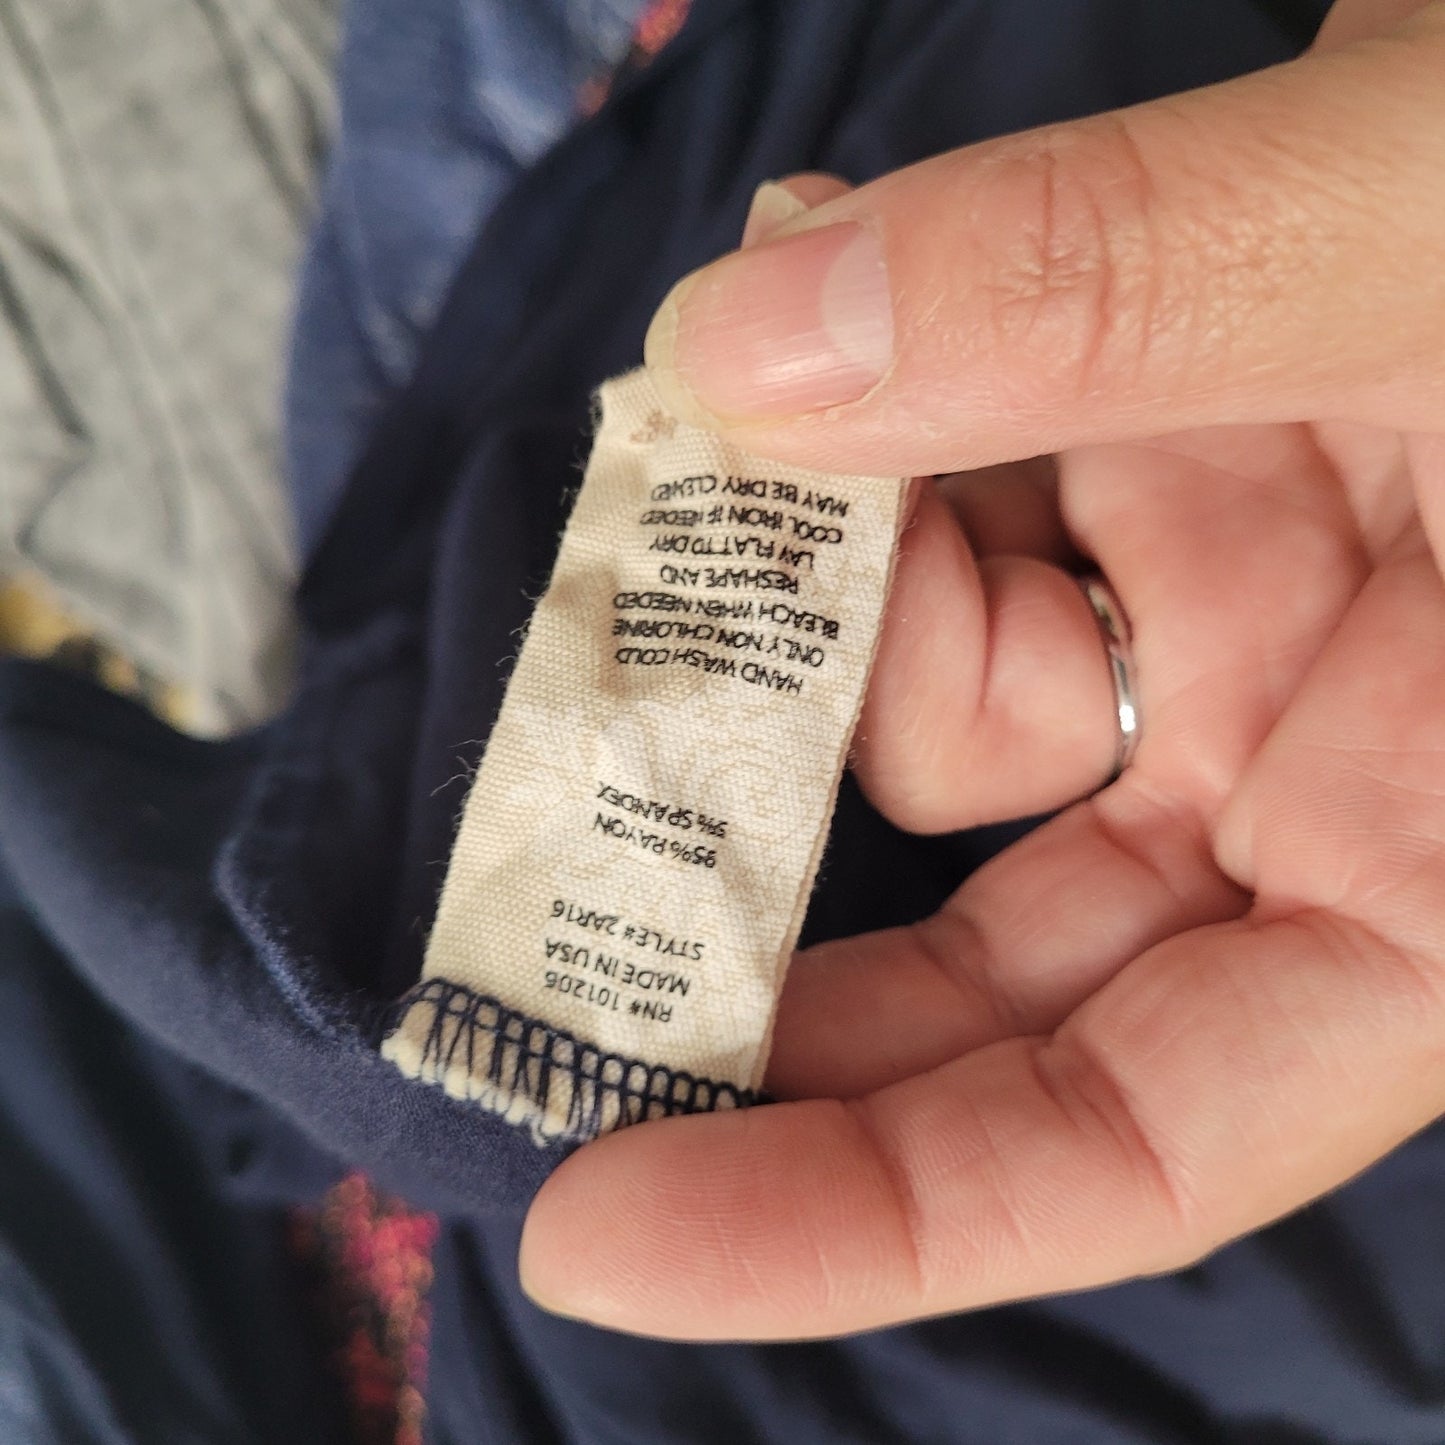 RN# 101206
MADE IN USA
STYLE# 2AR16
95% RAYON
5% SPANDEX
HAND WASH COLD
ONLY NON CHLORINE
BLEACH WHEN NEEDED
RESHAPE AND
LAY FLAT TO DRY
COOL IRON IF NEEDED
MAY BE DRY CLEANED